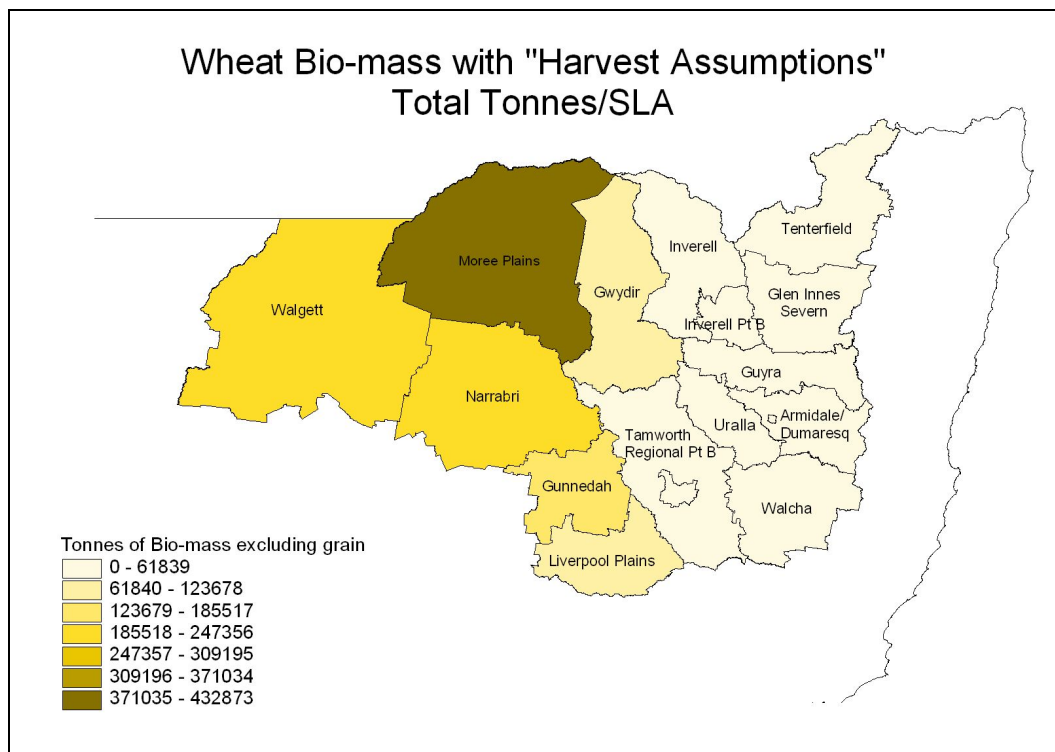 Wheat Bio-mass with "Harvest Assumptions"
Total Tonnes/SLA
Tenterfield
Inverell
Moree Plains
Glen Innes
Severn
Gwydir
Walgett
Inverell Pt B
Guyra
Narrabri
Armidale/
Dumaresq
Uralla
Tamworth
Regional Pt B
Gunnedah
Walcha
Liverpool Plains
Tonnes of Bio-mass excluding grain
0 - 61839
61840 - 123678
123679 - 185517
185518 - 247356
247357 - 309195
309196 - 371034
371035 - 432873